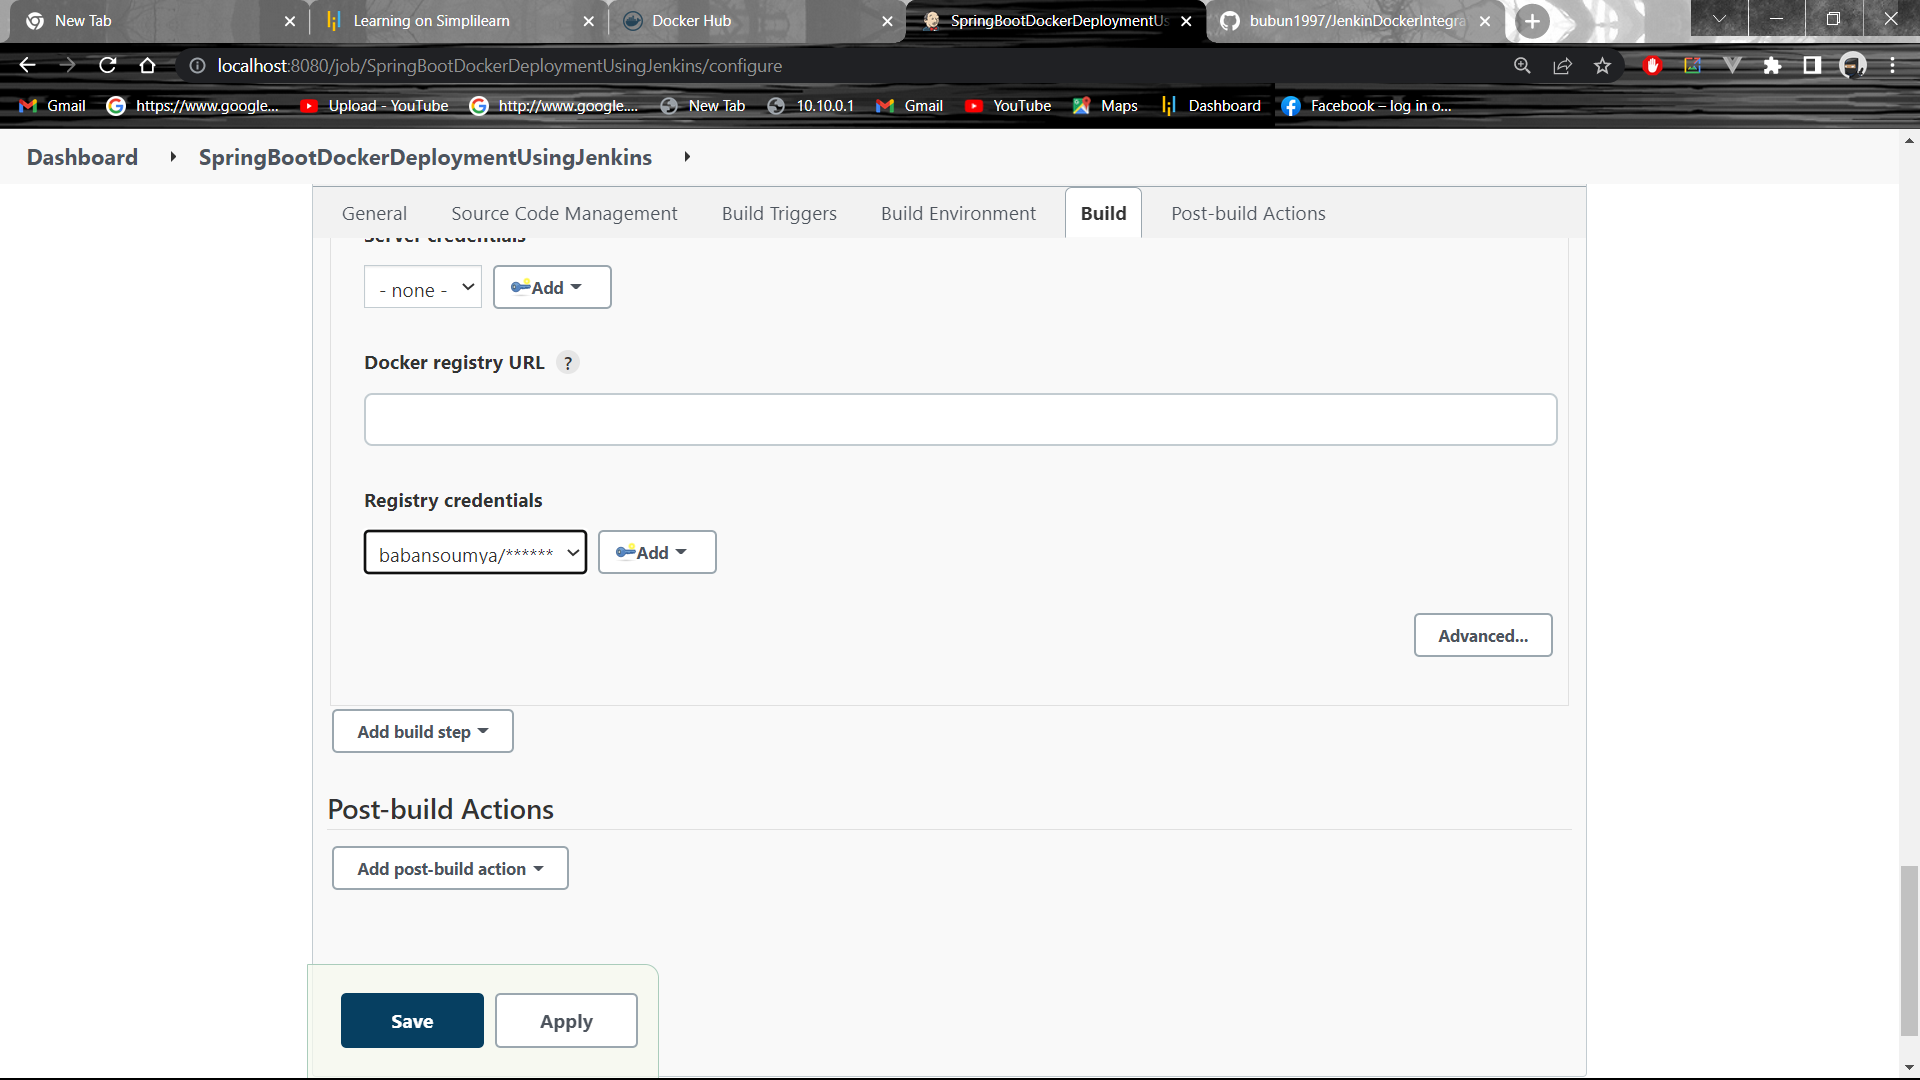 New Tab
Learning on Simplilearn
Docker Hub
SpringBootDockerDeploymentUs
bubun1997/JenkinDockerIntegra
localhost:8080/job/SpringBootDockerDeploymentUsingJenkins/configure
Gmail
https://www.google...
Upload - YouTube
http://www.google....
New Tab
10.10.0.1
Gmail
YouTube
Maps
Dashboard
Facebook – log in o...
Dashboard
SpringBootDockerDeploymentUsingJenkins
General
Source Code Management
Build Triggers
Build Environment
Build
Post-build Actions
Server credentials
- none -
Add
Docker registry URL ?
Registry credentials
babansoumya/******
Add
Advanced...
Add build step
Post-build Actions
Add post-build action
Save
Apply